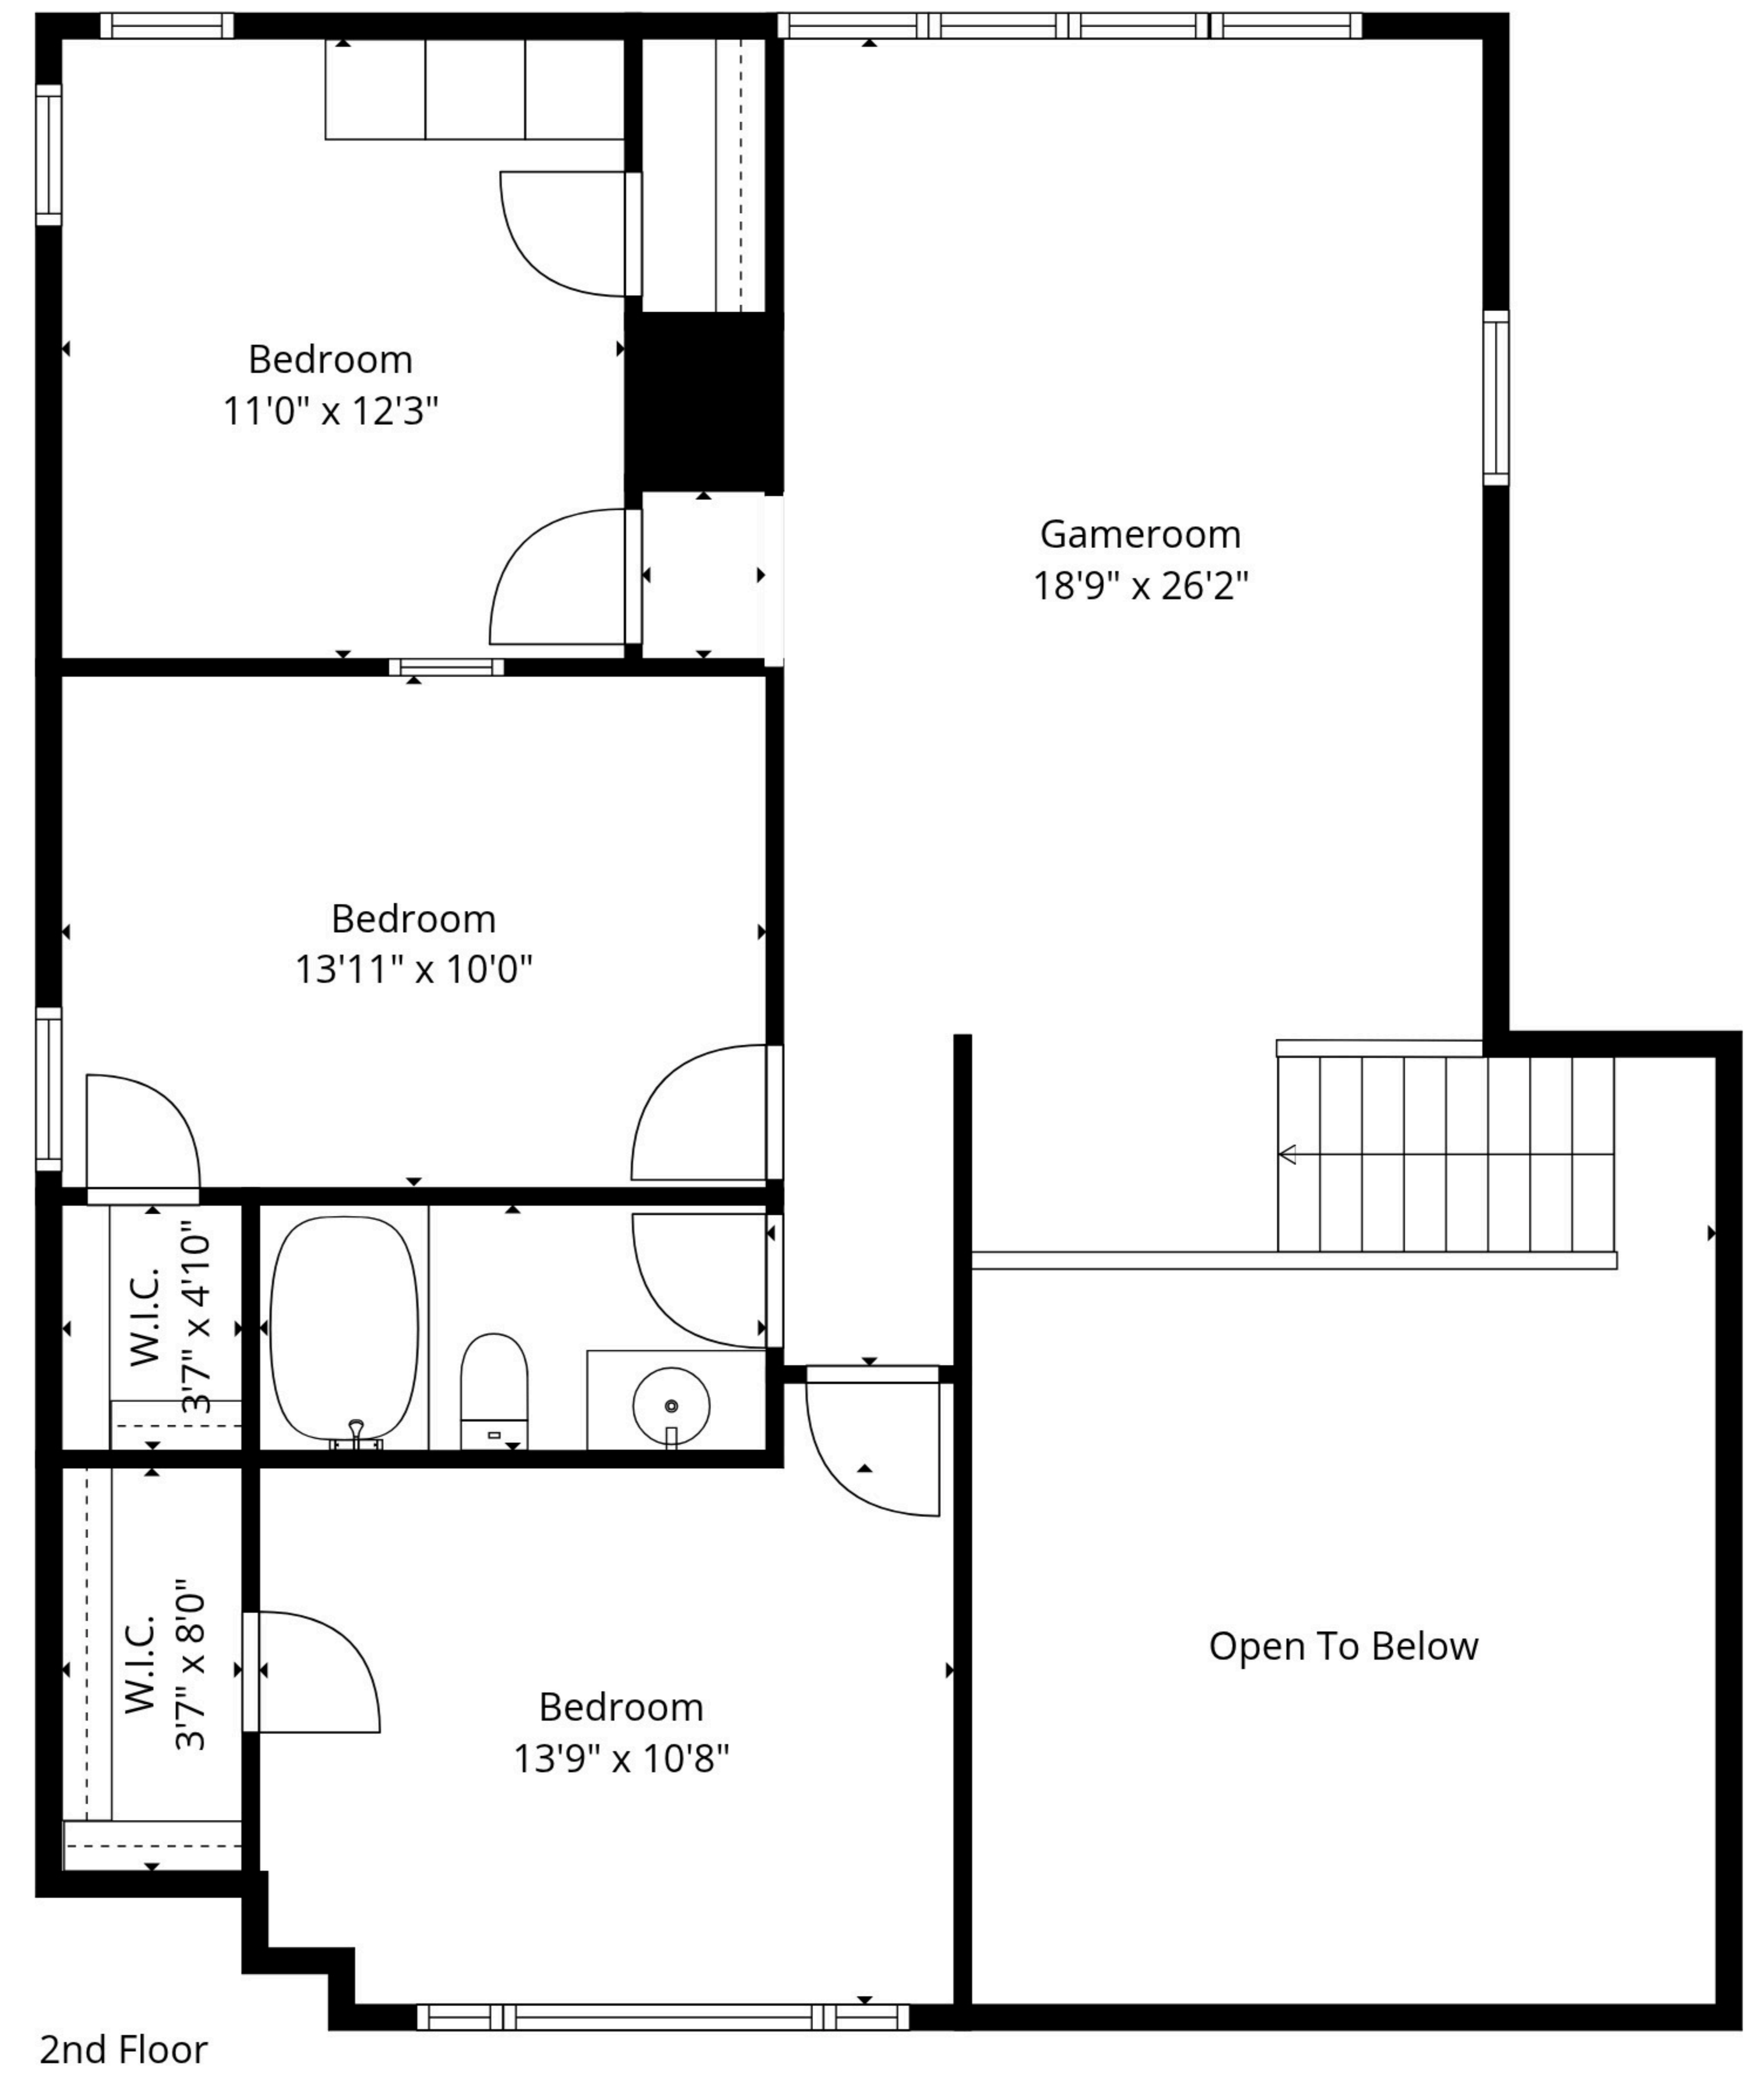 Bedroom
11'0" x 12'3"
Gameroom
18'9" x 26'2"
Bedroom
13'11" x 10'0"
W.I.C.
3'7" x 4'10"
W.I.C.
3'7" x 8'0"
Bedroom
13'9" x 10'8"
Open To Below
2nd Floor